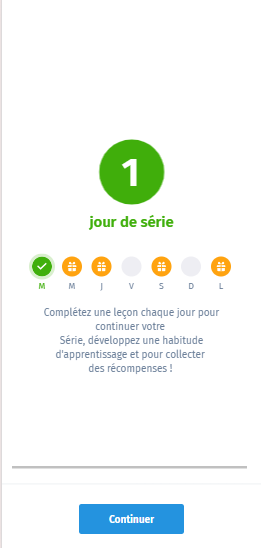 1
jour de série
M M J V S D L
Complétez une leçon chaque jour pour
continuer votre
Série, développez une habitude
d'apprentissage et pour collecter
des récompenses !
Continuer